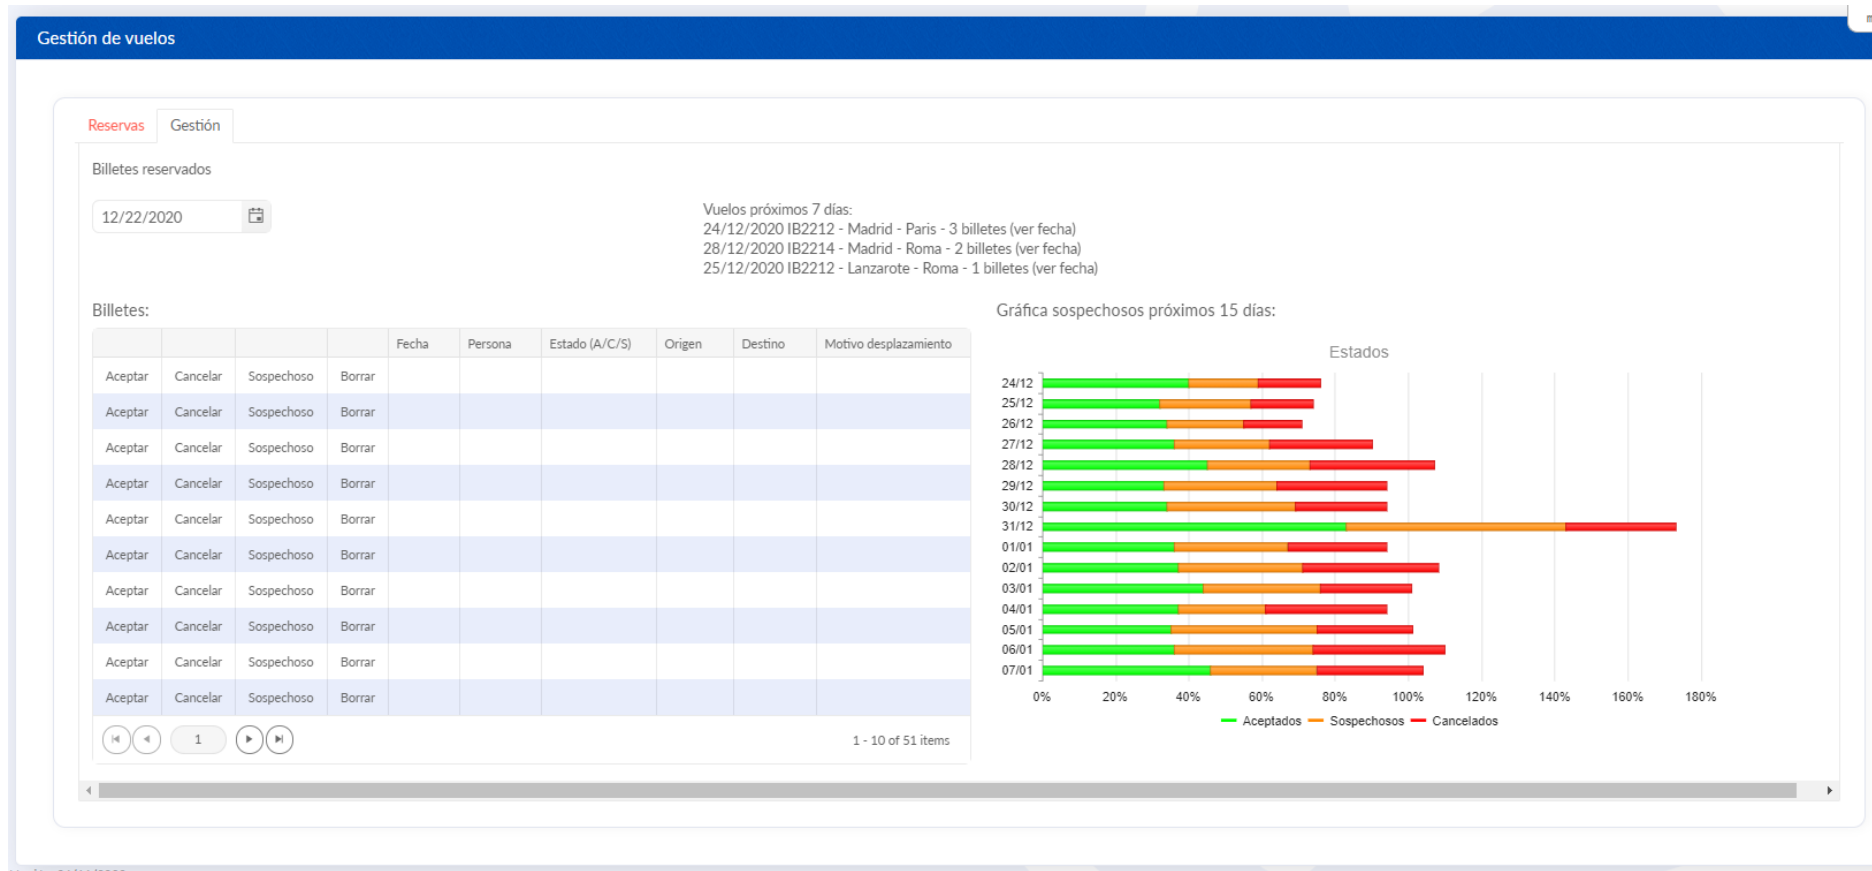 Gestión de vuelos
Reservas Gestión
Billetes reservados
12/22/2020
Vuelos próximos 7 días:
24/12/2020 IB2212 - Madrid - Paris - 3 billetes (ver fecha)
28/12/2020 IB2214 - Madrid - Roma - 2 billetes (ver fecha)
25/12/2020 IB2212 - Lanzarote - Roma - 1 billetes (ver fecha)
Billetes:
Fecha Persona Estado (A/C/S) Origen Destino Motivo desplazamiento
Aceptar Cancelar Sospechoso Borrar
Aceptar Cancelar Sospechoso Borrar
Aceptar Cancelar Sospechoso Borrar
Aceptar Cancelar Sospechoso Borrar
Aceptar Cancelar Sospechoso Borrar
Aceptar Cancelar Sospechoso Borrar
Aceptar Cancelar Sospechoso Borrar
Aceptar Cancelar Sospechoso Borrar
Aceptar Cancelar Sospechoso Borrar
Aceptar Cancelar Sospechoso Borrar
1
1 - 10 of 51 items
Gráfica sospechosos próximos 15 días:
Estados
24/12
25/12
26/12
27/12
28/12
29/12
30/12
31/12
01/01
02/01
03/01
04/01
05/01
06/01
07/01
0% 20% 40% 60% 80% 100% 120% 140% 160% 180%
Aceptados Sospechosos Cancelados